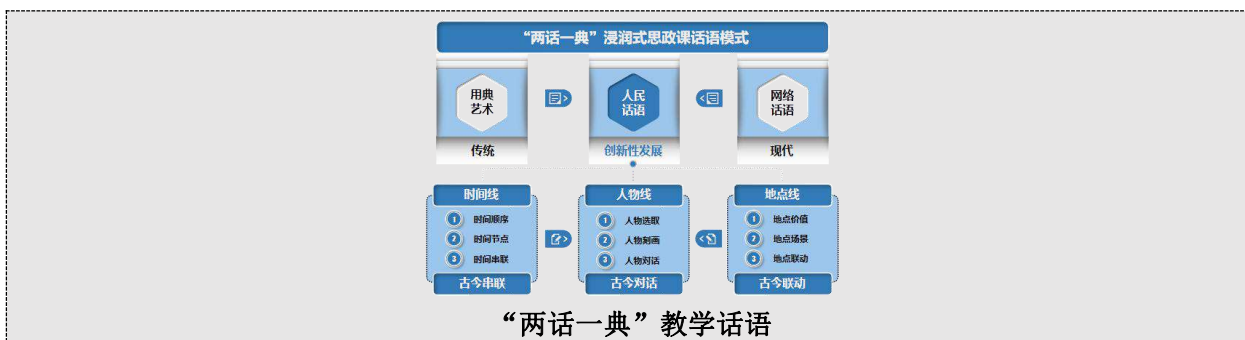 “两话一典”浸润式思政课话语模式
用典
艺术
人民
话语
网络
话语
传统
创新性发展
现代
时间线
1 时间顺序
2 时间节点
3 时间串联
古今串联
人物线
1 人物选取
2 人物刻画
3 人物对话
古今对话
地点线
1 地点价值
2 地点场景
3 地点联动
古今联动
“两话一典”教学话语